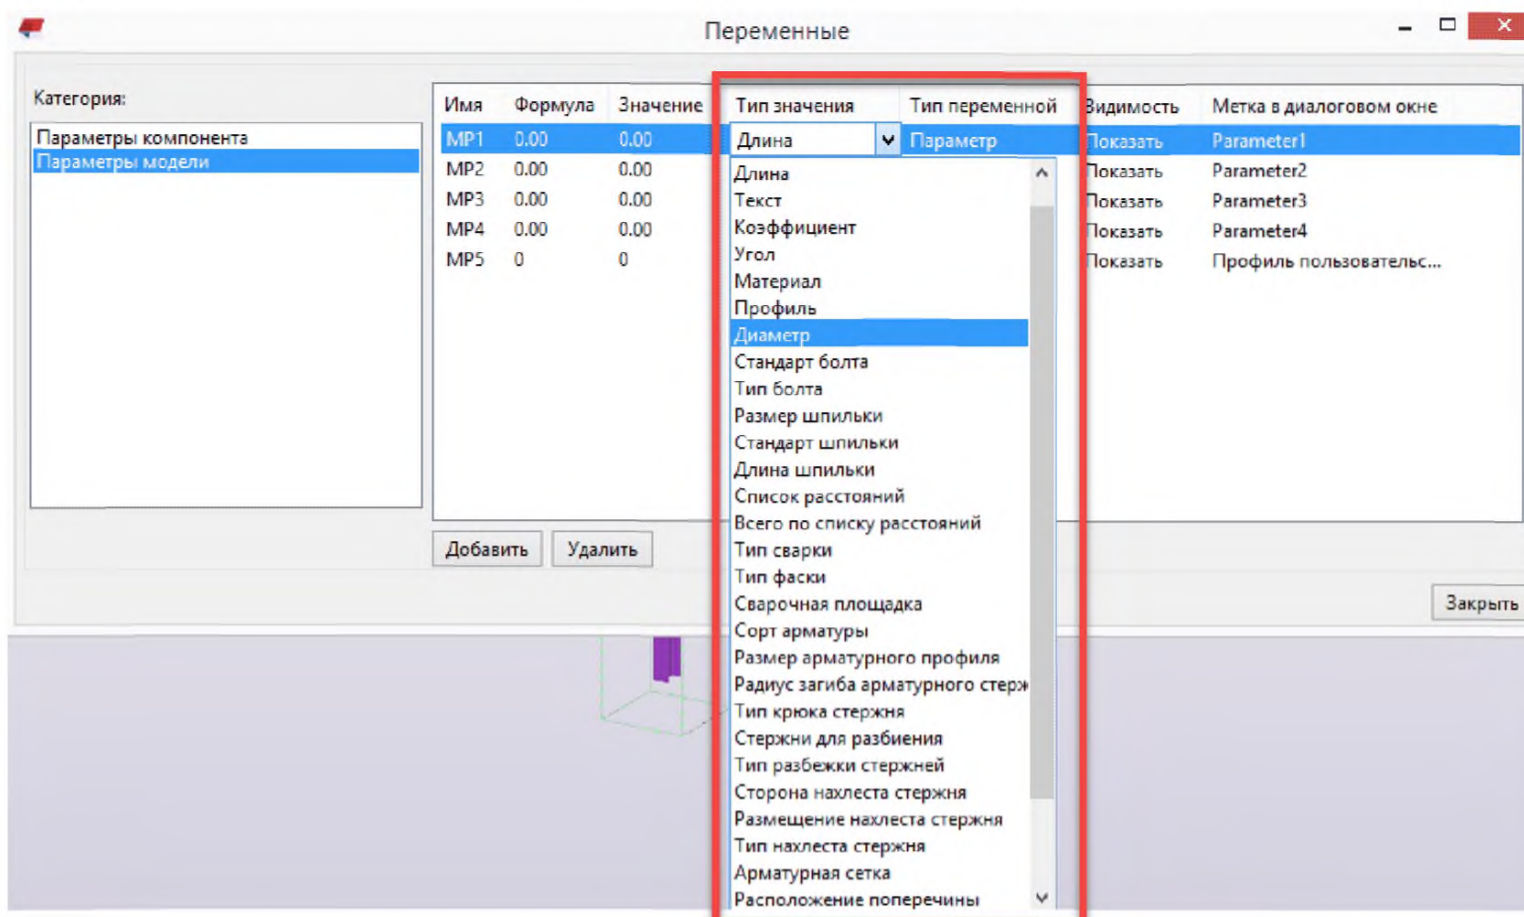 Переменные
Категория:
Параметры компонента
Параметры модели
Имя Формула Значение Тип значения Тип переменной Видимость Метка в диалоговом окне
MP1 0.00 0.00 Длина Параметр Показать Parameter1
MP2 0.00 0.00 Показать Parameter2
MP3 0.00 0.00 Показать Parameter3
MP4 0.00 0.00 Показать Parameter4
MP5 0 0 Показать Профиль пользовательс...
Длина
Текст
Коэффициент
Угол
Материал
Профиль
Диаметр
Стандарт болта
Тип болта
Размер шпильки
Стандарт шпильки
Длина шпильки
Список расстояний
Всего по списку расстояний
Тип сварки
Тип фаски
Сварочная площадка
Сорт арматуры
Размер арматурного профиля
Радиус загиба арматурного стерж
Тип крюка стержня
Стержни для разбиения
Тип разбежки стержней
Сторона нахлеста стержня
Размещение нахлеста стержня
Тип нахлеста стержня
Арматурная сетка
Расположение поперечины
Добавить Удалить
Закрыть